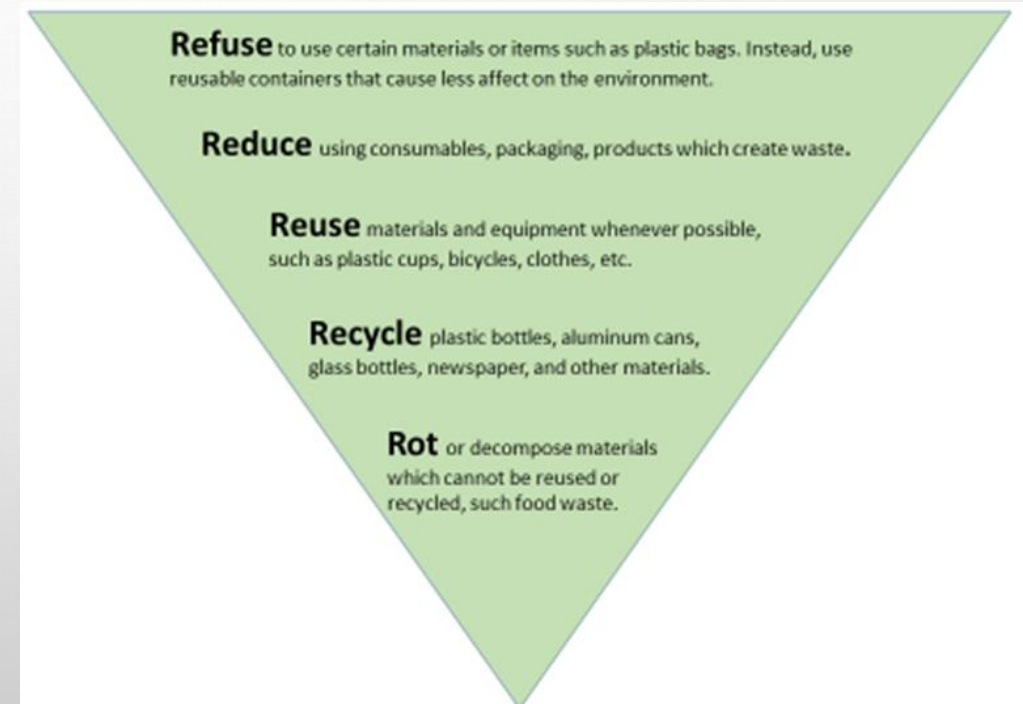 Refuse to use certain materials or items such as plastic bags. Instead, use
reusable containers that cause less affect on the environment.
Reduce using consumables, packaging, products which create waste.
Reuse materials and equipment whenever possible,
such as plastic cups, bicycles, clothes, etc.
Recycle plastic bottles, aluminum cans,
glass bottles, newspaper, and other materials.
Rot or decompose materials
which cannot be reused or
recycled, such food waste.